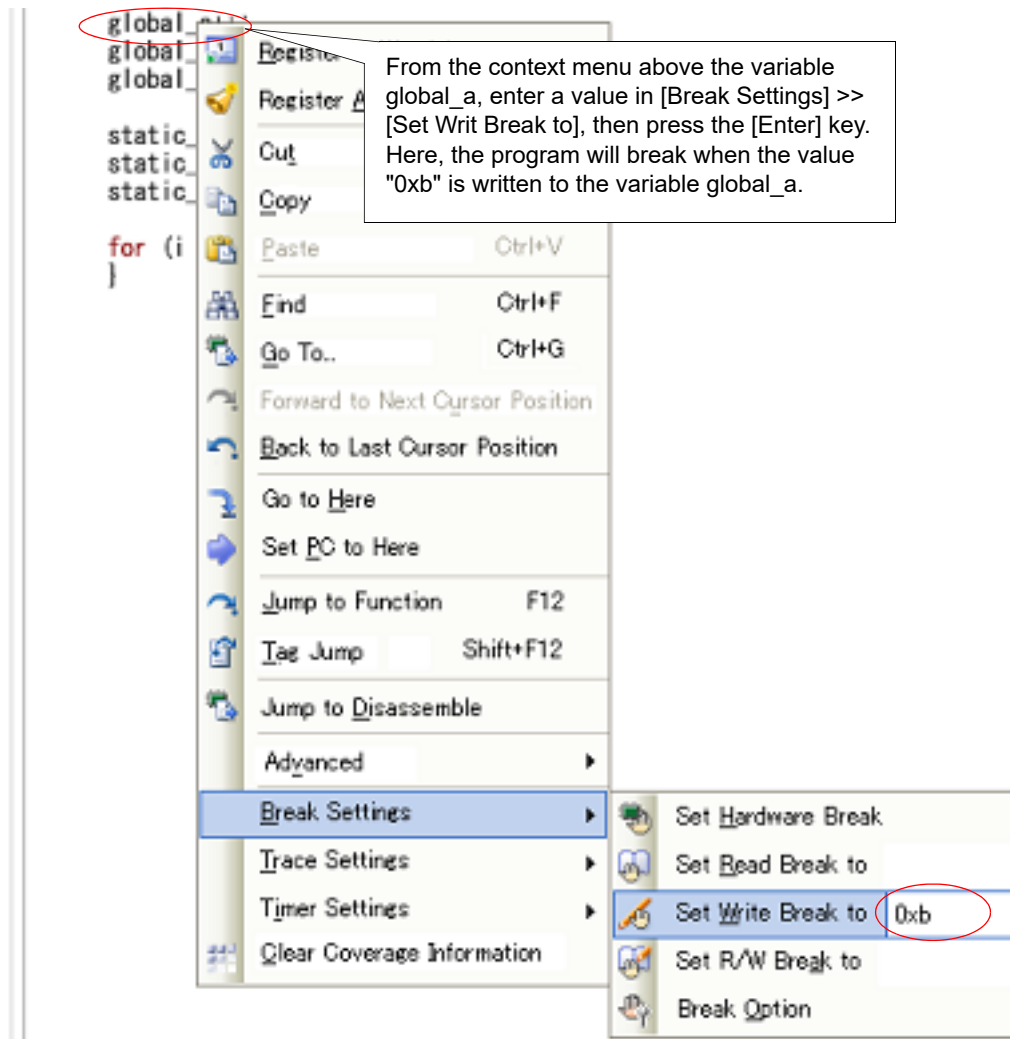 global_
global_
global_
static_
static_
static_
for (i
}
From the context menu above the variable
global_a, enter a value in [Break Settings] >>
[Set Writ Break to], then press the [Enter] key.
Here, the program will break when the value
"0xb" is written to the variable global_a.
Register A
Cut
Copy
Paste Ctrl+V
Find Ctrl+F
Go To.. Ctrl+G
Forward to Next Cursor Position
Back to Last Cursor Position
Go to Here
Set PC to Here
Jump to Function F12
Tag Jump Shift+F12
Jump to Disassemble
Advanced
Break Settings
Trace Settings
Timer Settings
Clear Coverage Information
Set Hardware Break
Set Read Break to
Set Write Break to 0xb
Set R/W Break to
Break Option